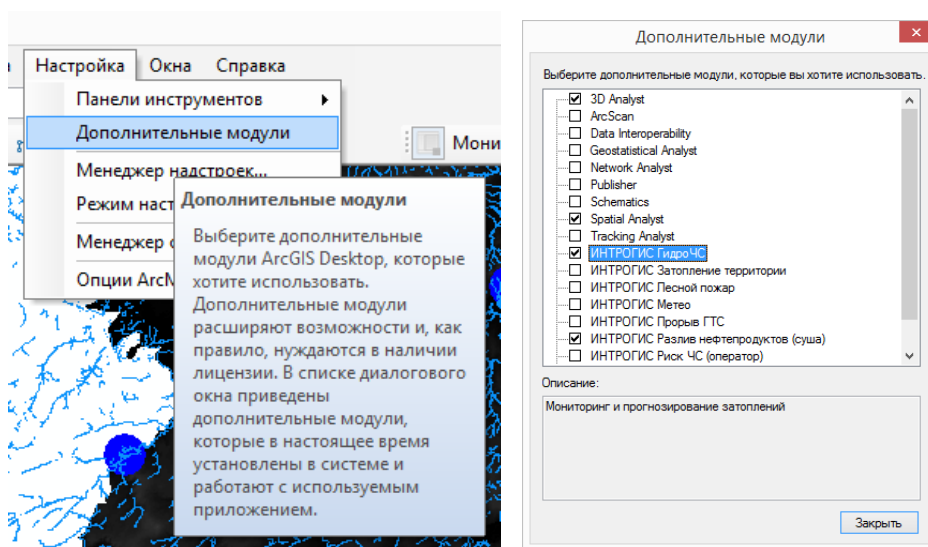 Настройка Окна Справка
Панели инструментов
Дополнительные модули
Мони
Менеджер надстроек...
Режим наст
Менеджер
Опции ArcM
Дополнительные модули
Выберите дополнительные
модули ArcGIS Desktop, которые
хотите использовать.
Дополнительные модули
расширяют возможности и, как
правило, нуждаются в наличии
лицензии. В списке диалогового
окна приведены
дополнительные модули,
которые в настоящее время
установлены в системе и
работают с используемым
приложением.
Дополнительные модули
Выберите дополнительные модули, которые вы хотите использовать.
3D Analyst
ArcScan
Data Interoperability
Geostatistical Analyst
Network Analyst
Publisher
Schematics
Spatial Analyst
Tracking Analyst
ИНТРОГИС ГидроЧС
ИНТРОГИС Затопление территории
ИНТРОГИС Лесной пожар
ИНТРОГИС Метео
ИНТРОГИС Прорыв ГТС
ИНТРОГИС Разлив нефтепродуктов (суша)
ИНТРОГИС Риск ЧС (оператор)
Описание:
Мониторинг и прогнозирование затоплений
Закрыть